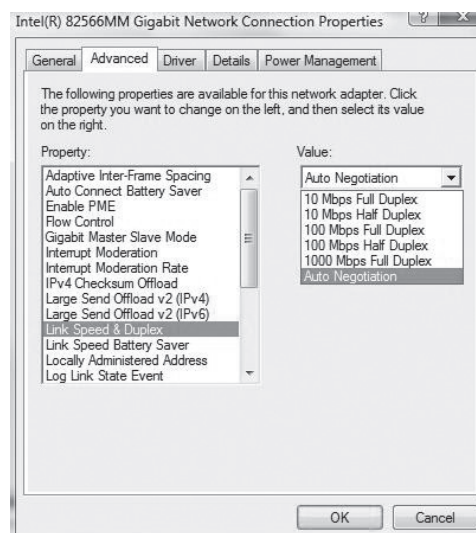 Intel(R) 82566MM Gigabit Network Connection Properties
General Advanced Driver Details Power Management
The following properties are available for this network adapter. Click
the property you want to change on the left, and then select its value
on the right.
Property:
Adaptive Inter-Frame Spacing
Auto Connect Battery Saver
Enable PME
Flow Control
Gigabit Master Slave Mode
Interrupt Moderation
Interrupt Moderation Rate
IPv4 Checksum Offload
Large Send Offload v2 (IPv4)
Large Send Offload v2 (IPv6)
Link Speed & Duplex
Link Speed Battery Saver
Locally Administered Address
Log Link State Event
Value:
Auto Negotiation
10 Mbps Full Duplex
10 Mbps Half Duplex
100 Mbps Full Duplex
100 Mbps Half Duplex
1000 Mbps Full Duplex
Auto Negotiation
OK Cancel